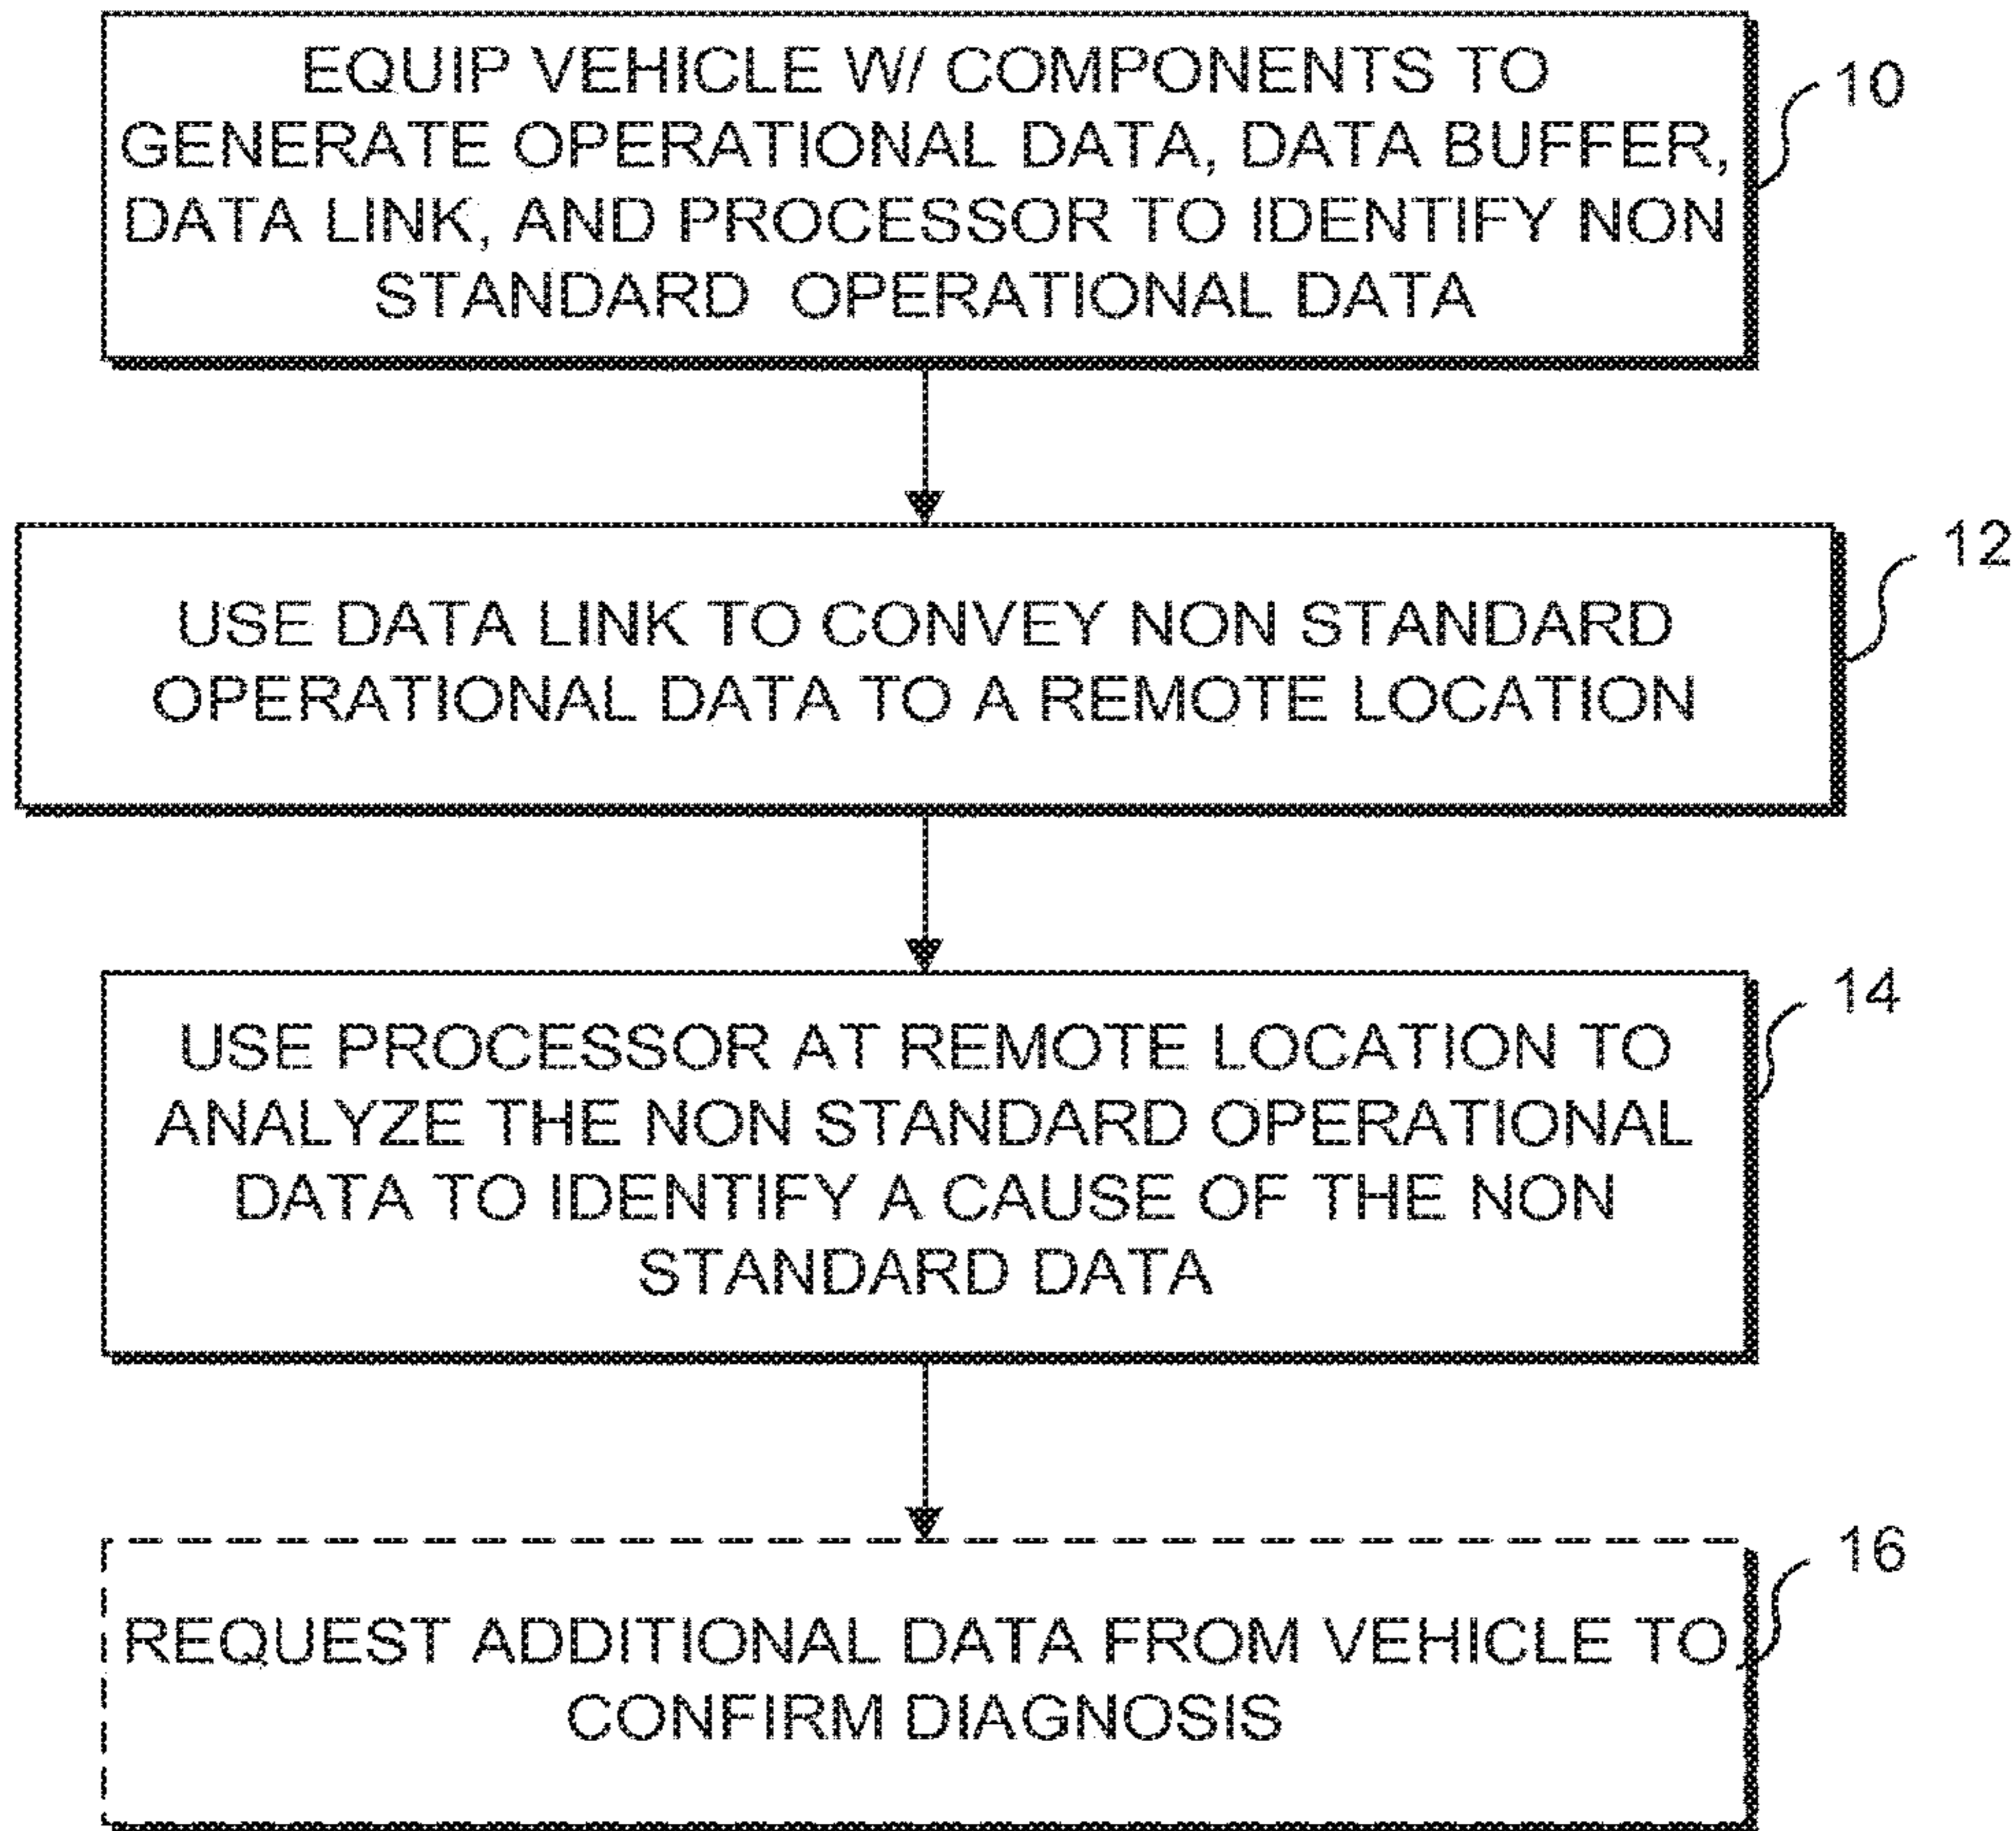 EQUIP VEHICLE W/ COMPONENTS TO
GENERATE OPERATIONAL DATA, DATA BUFFER,
DATA LINK, AND PROCESSOR TO IDENTIFY NON
STANDARD OPERATIONAL DATA
10
USE DATA LINK TO CONVEY NON STANDARD
OPERATIONAL DATA TO A REMOTE LOCATION
12
USE PROCESSOR AT REMOTE LOCATION TO
ANALYZE THE NON STANDARD OPERATIONAL
DATA TO IDENTIFY A CAUSE OF THE NON
STANDARD DATA
14
REQUEST ADDITIONAL DATA FROM VEHICLE TO
CONFIRM DIAGNOSIS
16